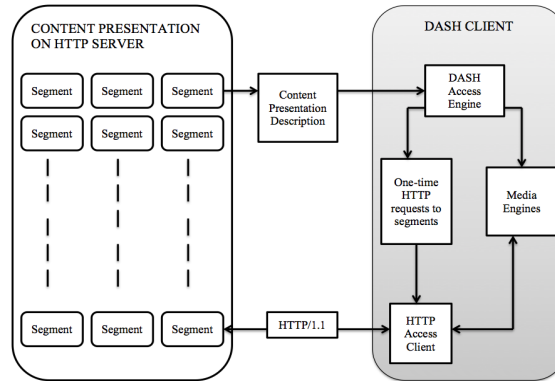 CONTENT PRESENTATION
ON HTTP SERVER
Segment
Segment
Segment
Segment
Segment
Segment
Segment
Segment
Segment
Content
Presentation
Description
HTTP/1.1
DASH CLIENT
DASH
Access
Engine
One-time
HTTP
requests to
segments
Media
Engines
HTTP
Access
Client